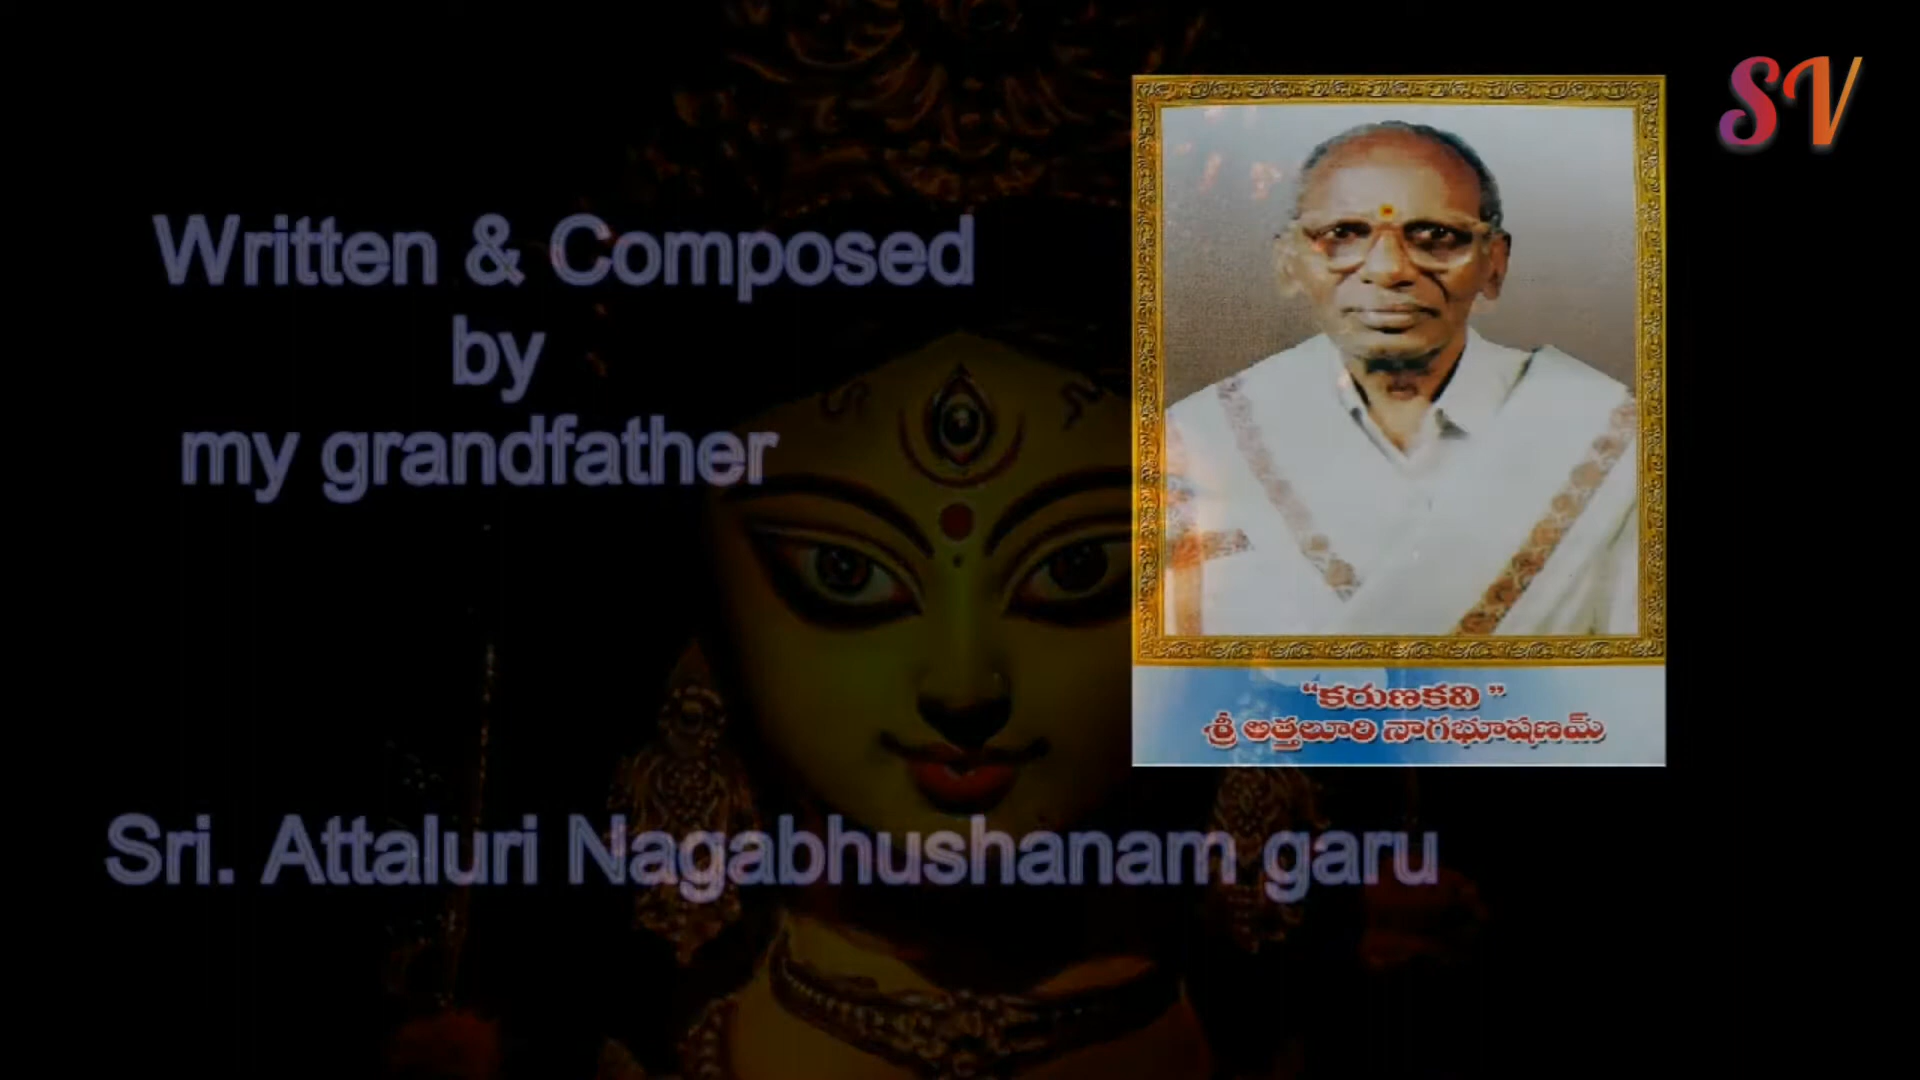 SV
Written & Composed
by
my grandfather
"కరుణకవి"
శ్రీ అత్తలూరి నాగభూషణమ్
Sri. Attaluri Nagabhushanam garu